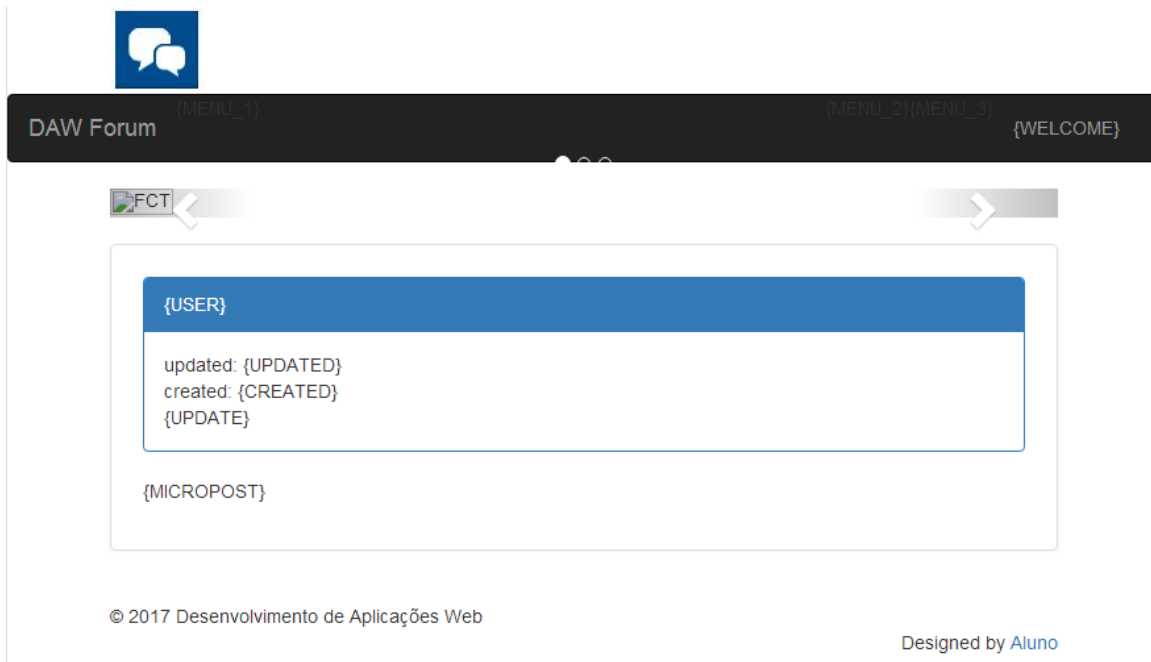 {MENU_1}
{MENU_2}{MENU_3}
DAW Forum
{WELCOME}
FCT
{USER}
updated: {UPDATED}
created: {CREATED}
{UPDATE}
{MICROPOST}
© 2017 Desenvolvimento de Aplicações Web
Designed by Aluno